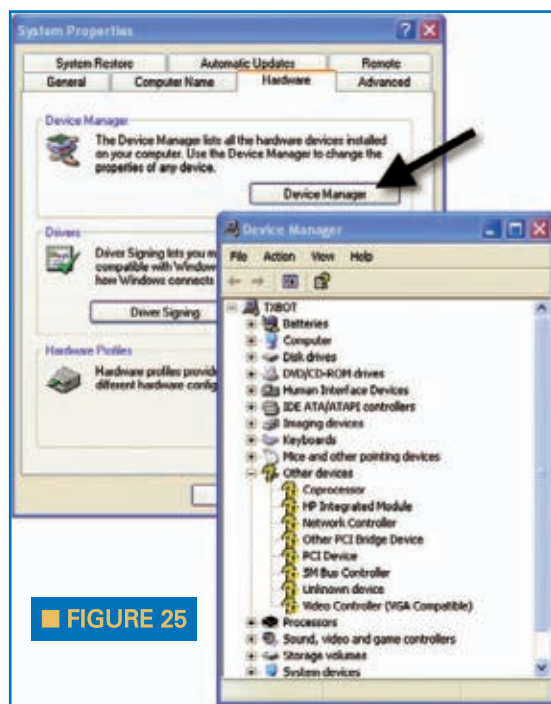 System Properties
System Restore Automatic Updates Remote
General Computer Name Hardware Advanced
Device Manager
The Device Manager lists all the hardware devices installed
on your computer. Use the Device Manager to change the
properties of any device.
Device Manager
Drivers
Driver Signing lets you m
compatible with Window
how Windows connects
Driver Signing
Hardware Profiles
Hardware profiles provid
different hardware config
Device Manager
File Action View Help
TXBOT
Batteries
Computer
Disk drives
DVD/CD-ROM drives
Human Interface Devices
IDE ATA/ATAPI controllers
Imaging devices
Keyboards
Mice and other pointing devices
Other devices
Coprocessor
HP Integrated Module
Network Controller
Other PCI Bridge Device
PCI Device
SM Bus Controller
Unknown device
Video Controller (VGA Compatible)
Processors
Sound, video and game controllers
Storage volumes
System devices
FIGURE 25